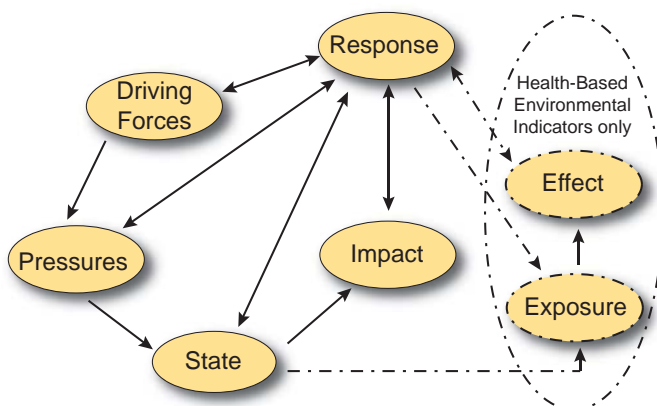 Response
Driving
Forces
Health-Based
Environmental
Indicators only
Effect
Pressures
Impact
Exposure
State